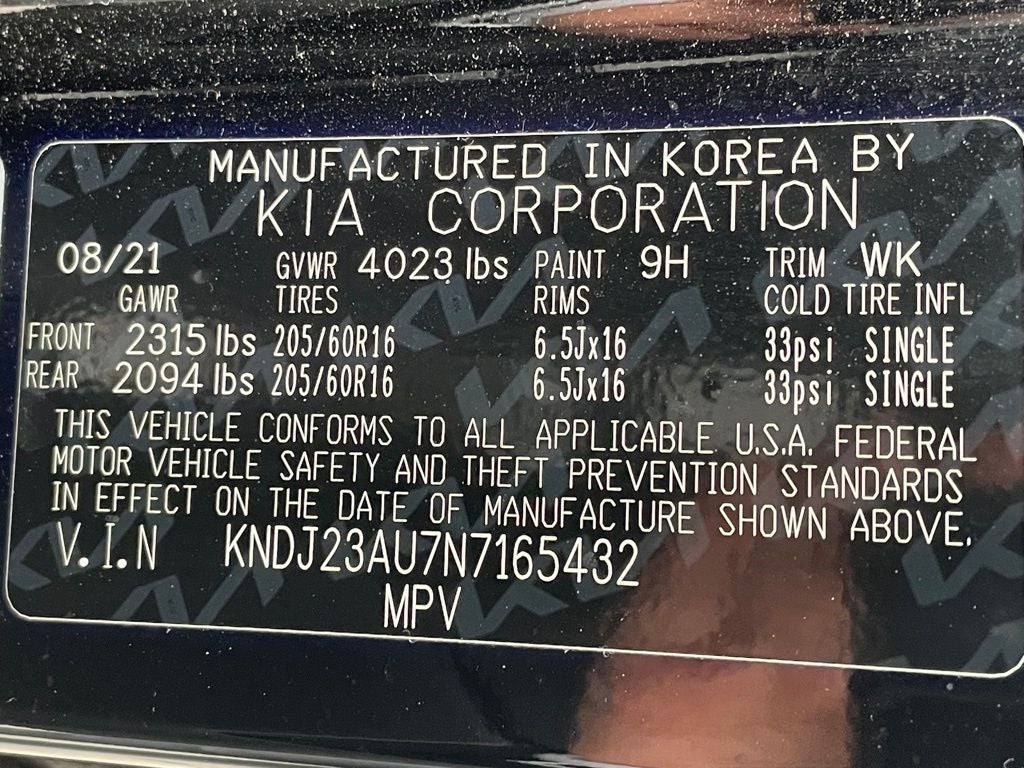 MANUFACTURED IN KOREA BY
KIA CORPORATION
08/21 GVWR 4023 lbs PAINT 9H TRIM WK
GAWR TIRES RIMS COLD TIRE INFL
FRONT 2315 lbs 205/60R16 6.5Jx16 33psi SINGLE
REAR 2094 lbs 205/60R16 6.5Jx16 33psi SINGLE
THIS VEHICLE CONFORMS TO ALL APPLICABLE U.S.A. FEDERAL
MOTOR VEHICLE SAFETY AND THEFT PREVENTION STANDARDS
IN EFFECT ON THE DATE OF MANUFACTURE SHOWN ABOVE.
V.I.N KNDJ23AU7N7165432
MPV